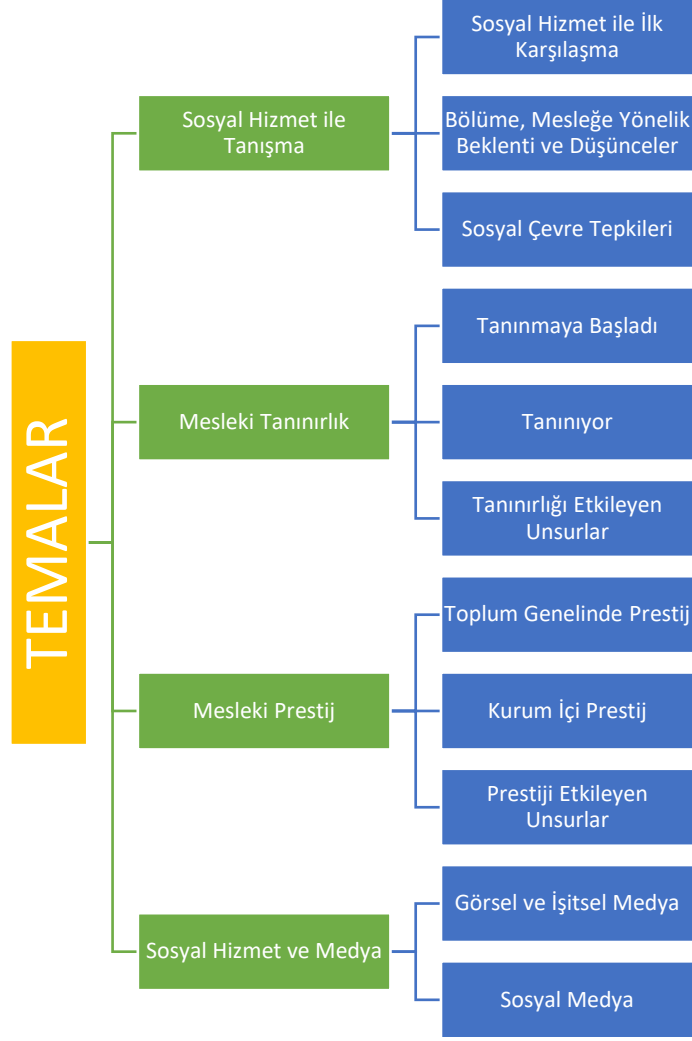 TEMALAR
Sosyal Hizmet ile
Tanışma
Sosyal Hizmet ile İlk
Karşılaşma
Bölüme, Mesleğe Yönelik
Beklenti ve Düşünceler
Sosyal Çevre Tepkileri
Mesleki Tanınırlık
Tanınmaya Başladı
Tanınıyor
Tanınırlığı Etkileyen
Unsurlar
Mesleki Prestij
Toplum Genelinde Prestij
Kurum İçi Prestij
Prestiji Etkileyen
Unsurlar
Sosyal Hizmet ve Medya
Görsel ve İşitsel Medya
Sosyal Medya